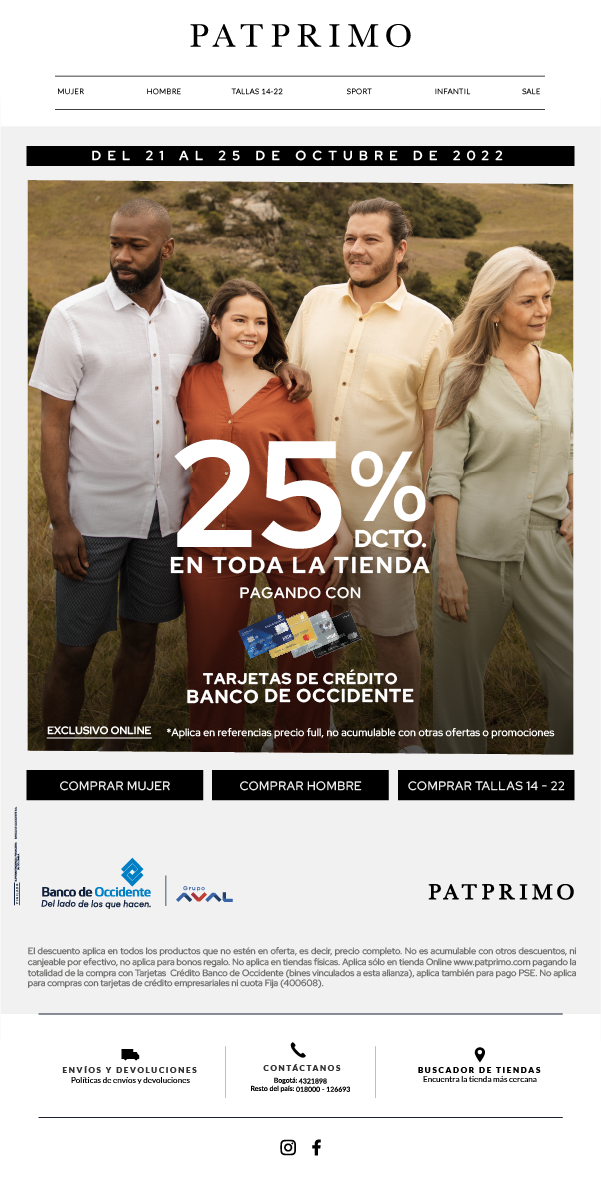 PATPRIMO
MUJER HOMBRE TALLAS 14-22 SPORT INFANTIL SALE
DEL 21 AL 25 DE OCTUBRE DE 2022
25% DCTO.
EN TODA LA TIENDA
PAGANDO CON
TARJETAS DE CRÉDITO
BANCO DE OCCIDENTE
EXCLUSIVO ONLINE *Aplica en referencias precio full, no acumulable con otras ofertas o promociones
COMPRAR MUJER COMPRAR HOMBRE COMPRAR TALLAS 14 - 22
Banco de Occidente
Del lado de los que hacen.
Grupo
AVAL
PATPRIMO
El descuento aplica en todos los productos que no estén en oferta, es decir, precio completo. No es acumulable con otros descuentos, ni
canjeable por efectivo, no aplica para bonos regalo. No aplica en tiendas físicas. Aplica sólo en tienda Online www.patprimo.com pagando la
totalidad de la compra con Tarjetas Crédito Banco de Occidente (bines vinculados a esta alianza), aplica también para pago PSE. No aplica
para compras con tarjetas de crédito empresariales ni cuota Fija (400608).
ENVÍOS Y DEVOLUCIONES
Políticas de envíos y devoluciones
CONTÁCTANOS
Bogotá: 4321898
Resto del país: 018000 - 126693
BUSCADOR DE TIENDAS
Encuentra la tienda más cercana